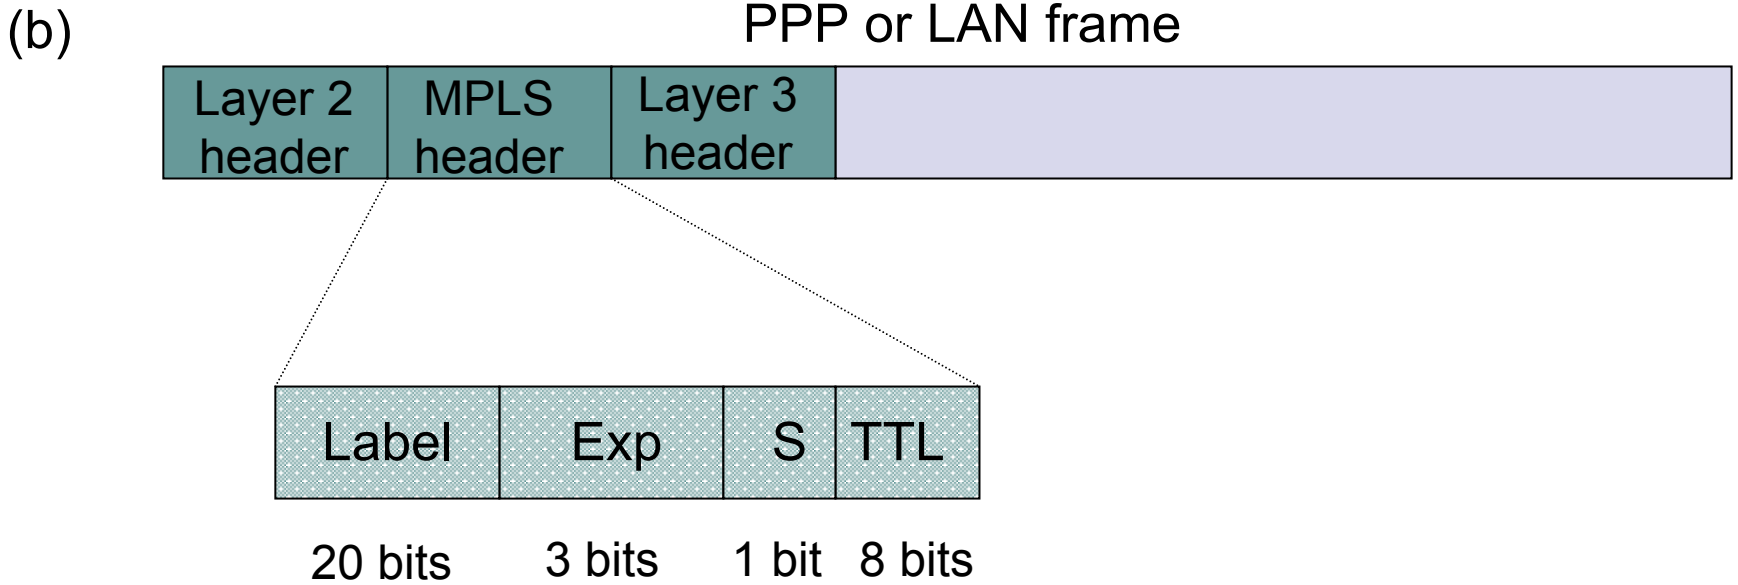 (b)
PPP or LAN frame
Layer 2
header
MPLS
header
Layer 3
header
Label
Exp
S
TTL
20 bits
3 bits
1 bit
8 bits